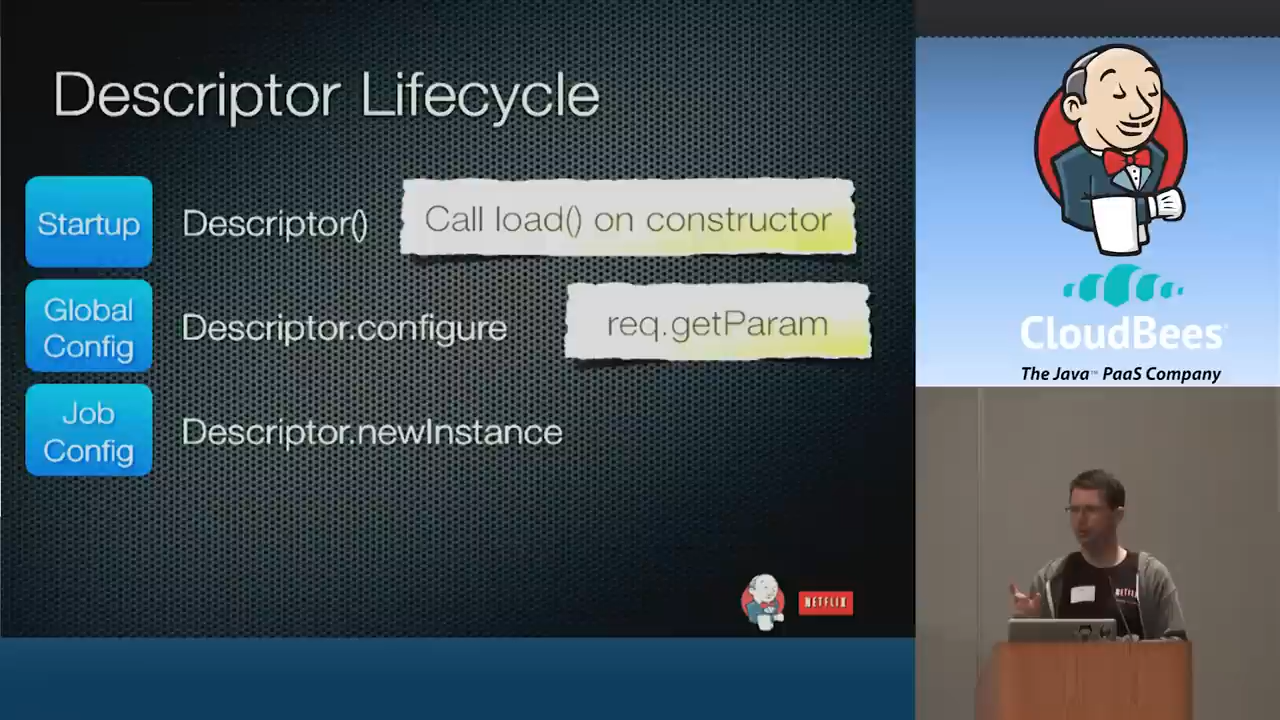 Descriptor Lifecycle
Startup
Descriptor()
Call load() on constructor
Global
Config
Descriptor.configure
req.getParam
Job
Config
Descriptor.newInstance
NETFLIX
CloudBees
The Java™ PaaS Company
NETFLIX